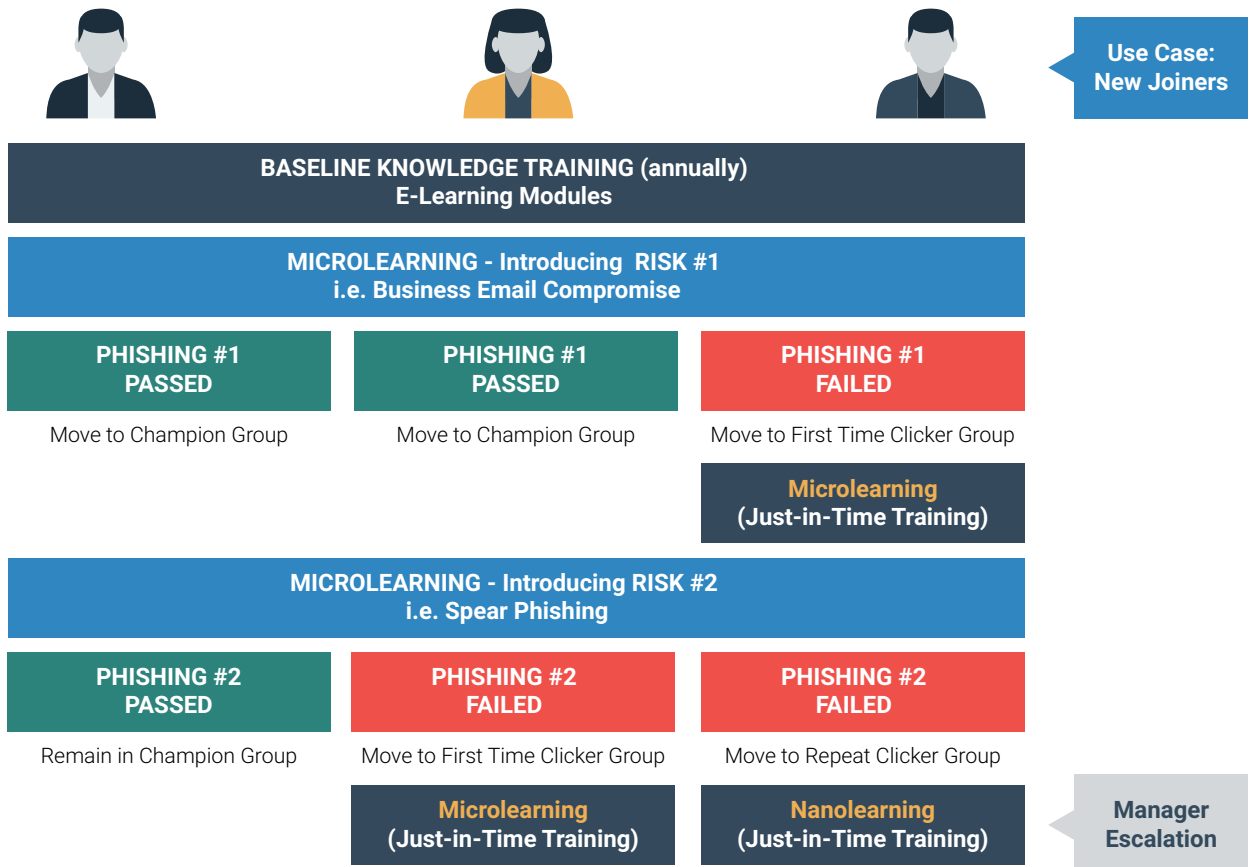 Use Case:
New Joiners
BASELINE KNOWLEDGE TRAINING (annually)
E-Learning Modules
MICROLEARNING - Introducing RISK #1
i.e. Business Email Compromise
PHISHING #1
PASSED
PHISHING #1
PASSED
PHISHING #1
FAILED
Move to Champion Group
Move to Champion Group
Move to First Time Clicker Group
Microlearning
(Just-in-Time Training)
MICROLEARNING - Introducing RISK #2
i.e. Spear Phishing
PHISHING #2
PASSED
PHISHING #2
FAILED
PHISHING #2
FAILED
Remain in Champion Group
Move to First Time Clicker Group
Move to Repeat Clicker Group
Microlearning
(Just-in-Time Training)
Nanolearning
(Just-in-Time Training)
Manager
Escalation